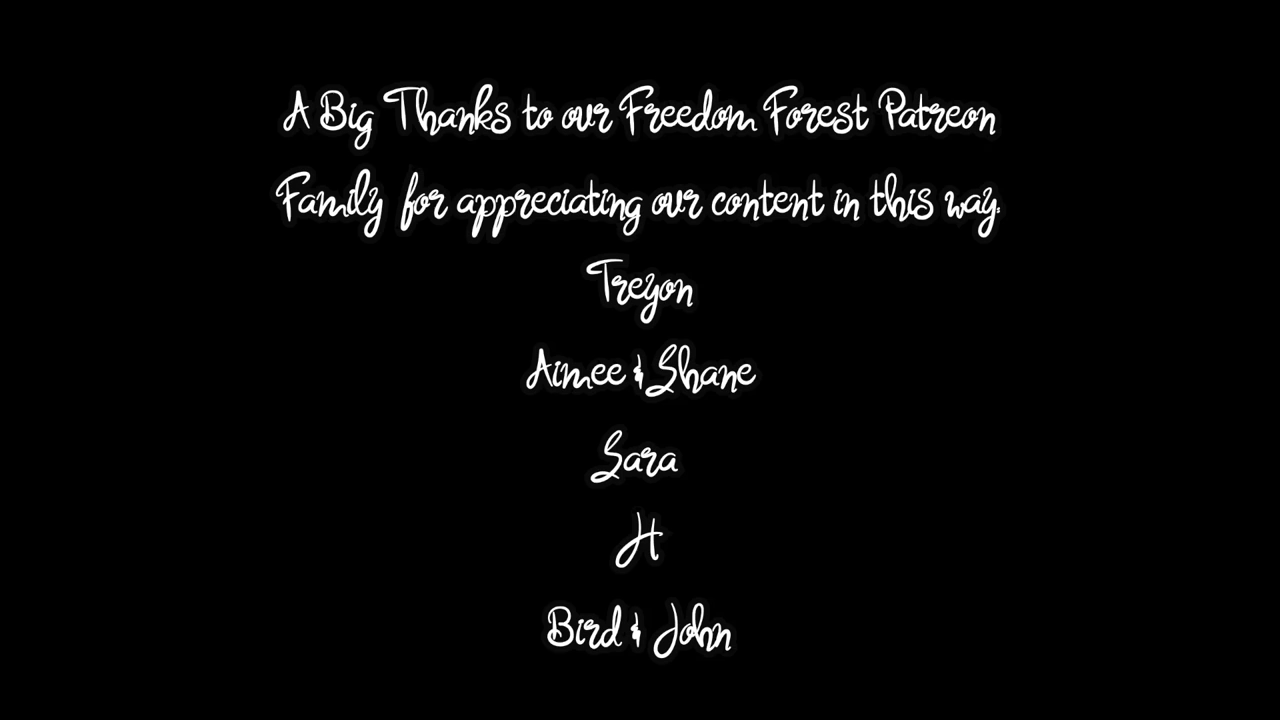 A Big Thanks to our Freedom Forest Patreon
Family for appreciating our content in this way:
Treyon
Aimee & Shane
Sara
H
Bird & John